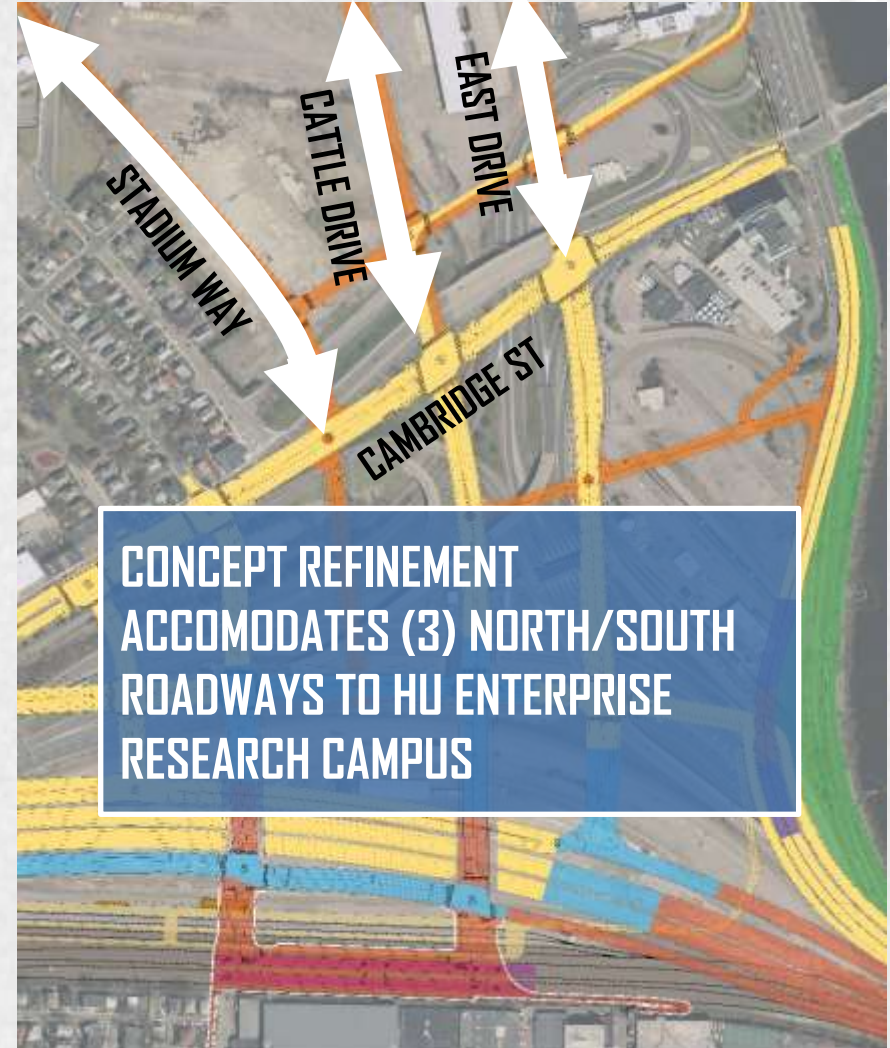 STADIUM WAY
CATTLE DRIVE
EAST DRIVE
CAMBRIDGE ST
CONCEPT REFINEMENT
ACCOMODATES (3) NORTH/SOUTH
ROADWAYS TO HU ENTERPRISE
RESEARCH CAMPUS